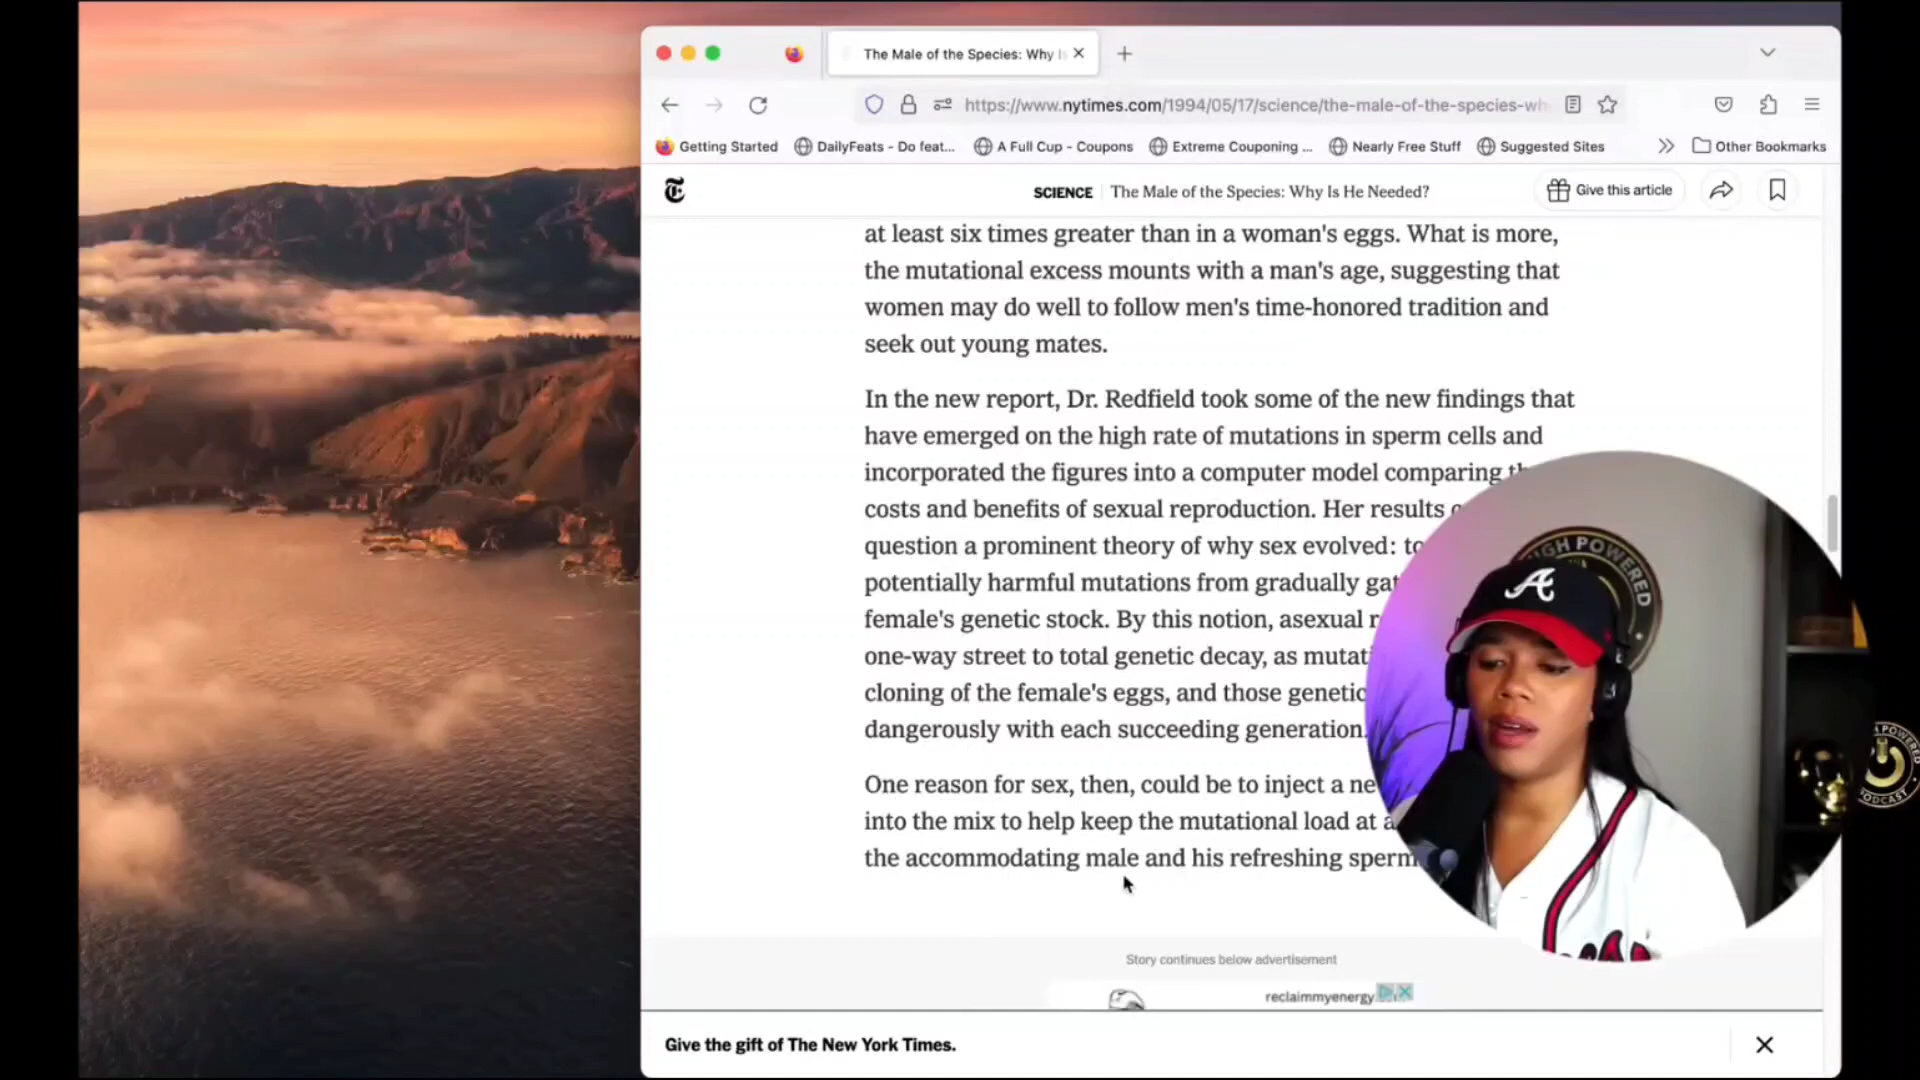 The Male of the Species: Why I
https://www.nytimes.com/1994/05/17/science/the-male-of-the-species-wh
Getting Started
DailyFeats - Do feat...
A Full Cup - Coupons
Extreme Couponing ...
Nearly Free Stuff
Suggested Sites
Other Bookmarks
SCIENCE
The Male of the Species: Why Is He Needed?
Give this article
at least six times greater than in a woman's eggs. What is more,
the mutational excess mounts with a man's age, suggesting that
women may do well to follow men's time-honored tradition and
seek out young mates.
In the new report, Dr. Redfield took some of the new findings that
have emerged on the high rate of mutations in sperm cells and
incorporated the figures into a computer model comparing
costs and benefits of sexual reproduction. Her results
question a prominent theory of why sex evolved:
potentially harmful mutations from gradually
female's genetic stock. By this notion, asexual
one-way street to total genetic decay, as
cloning of the female's eggs, and those genetic
dangerously with each succeeding generation.
One reason for sex, then, could be to inject a
into the mix to help keep the mutational load at
the accommodating male and his refreshing sperm
HIGH POWERED
A
POWERED
PODCAST
Story continues below advertisement
reclaimmyenergy
Give the gift of The New York Times.